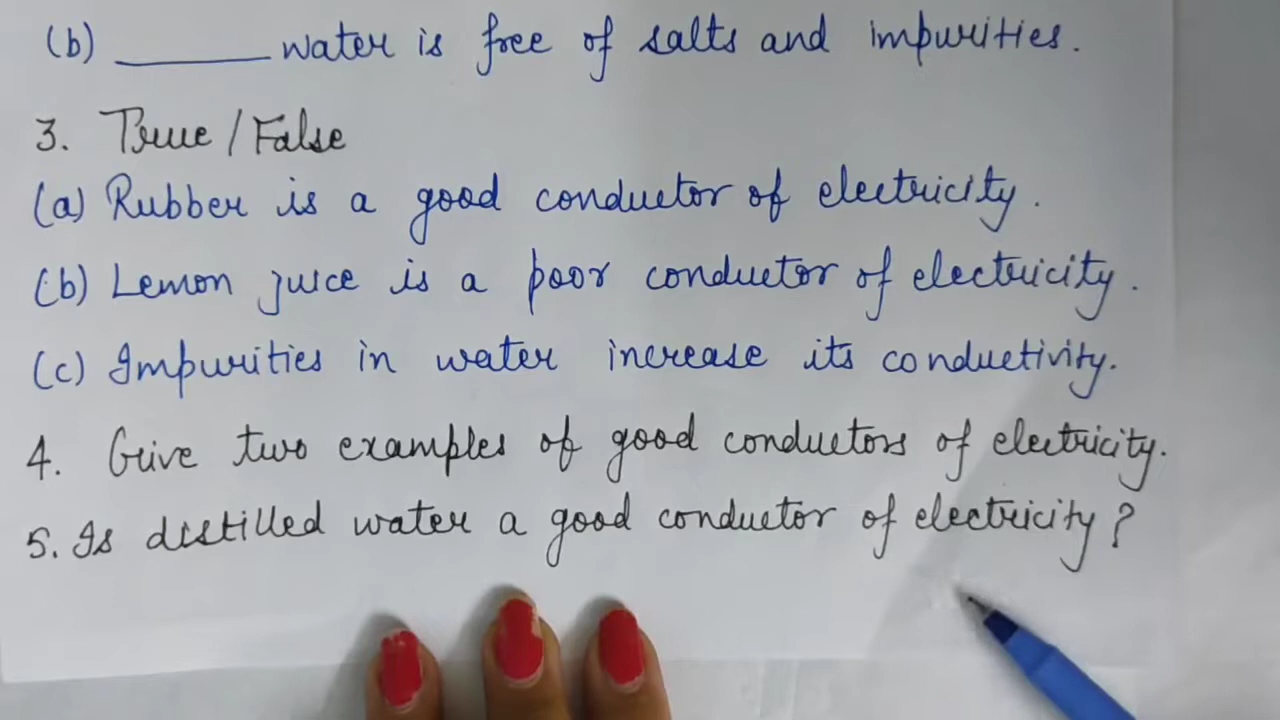 (b) ______ water is free of salts and impurities.
3. True / False
(a) Rubber is a good conductor of electricity.
(b) Lemon juice is a poor conductor of electricity.
(c) Impurities in water increase its conductivity.
4. Give two examples of good conductors of electricity.
5. Is distilled water a good conductor of electricity?